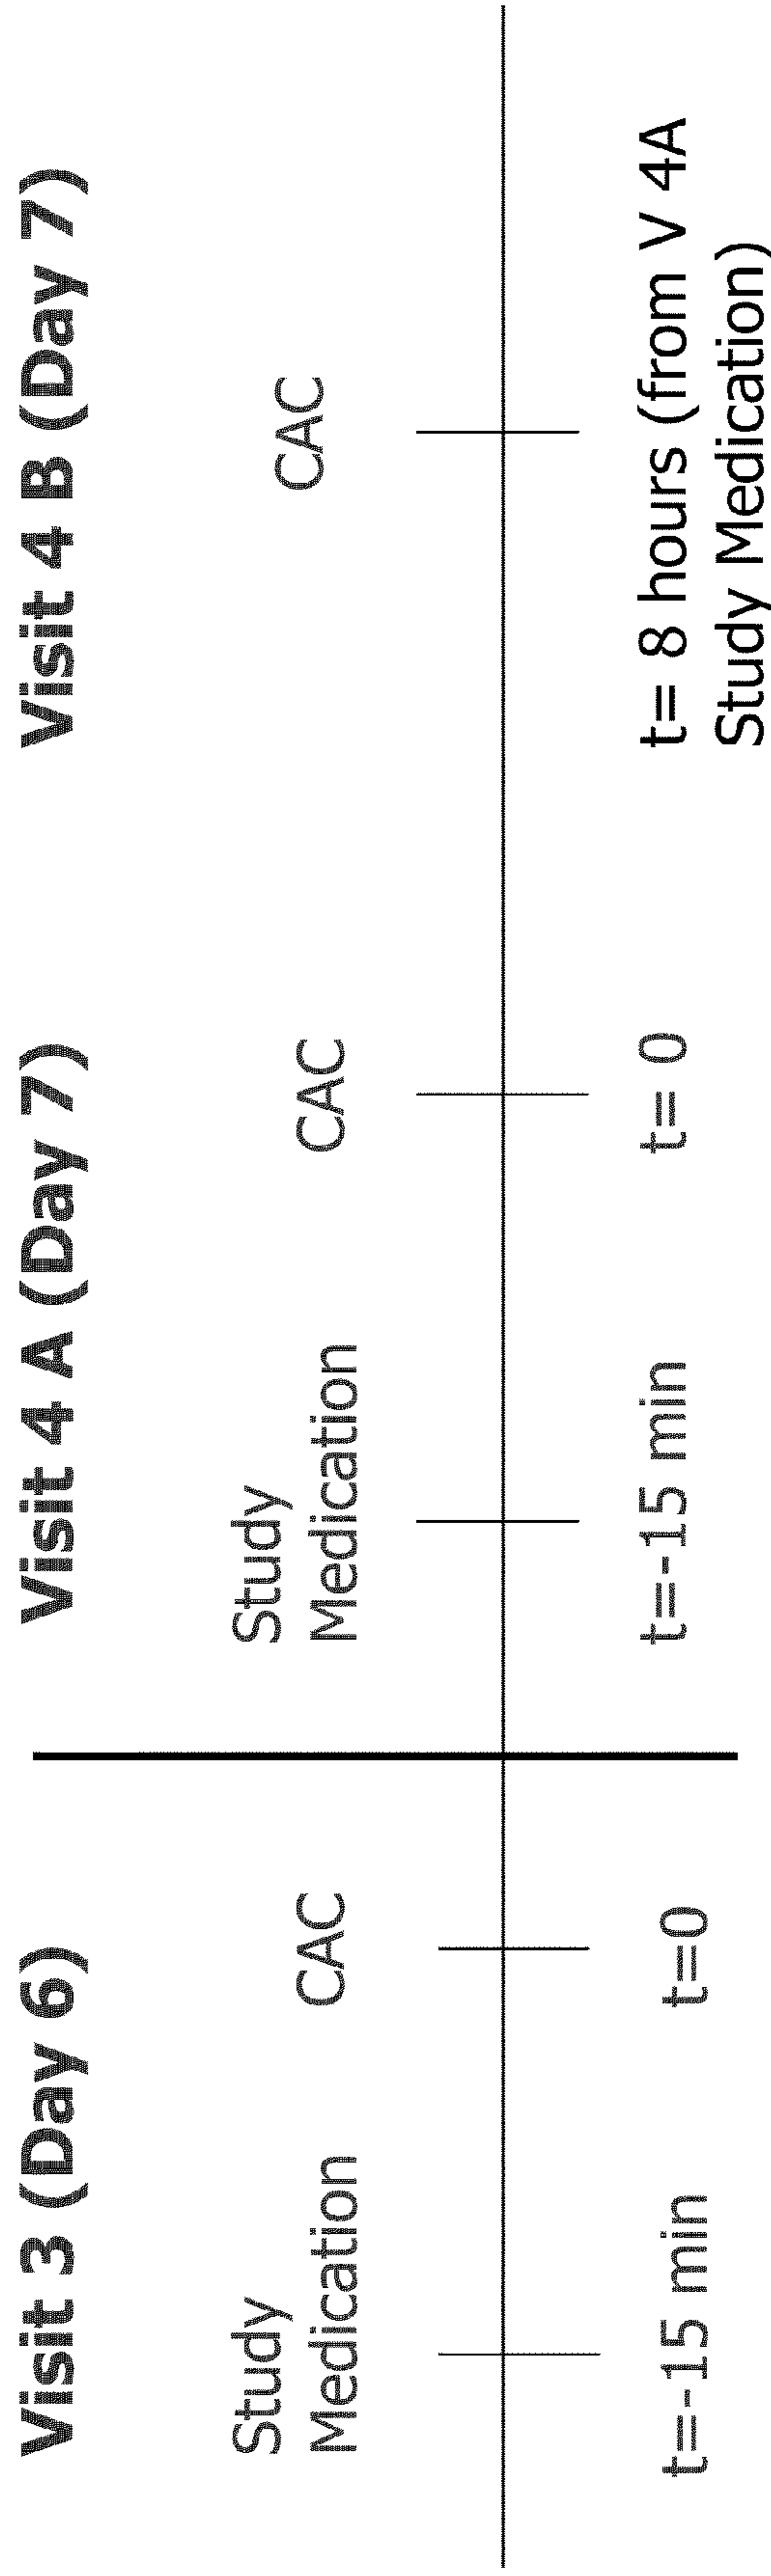 Visit 3 (Day 6)
Visit 4 A (Day 7)
Visit 4 B (Day 7)
Study
Medication
CAC
Study
Medication
CAC
CAC
t=-15 min
t=0
t=-15 min
t= 0
t= 8 hours (from V 4A
Study Medication)